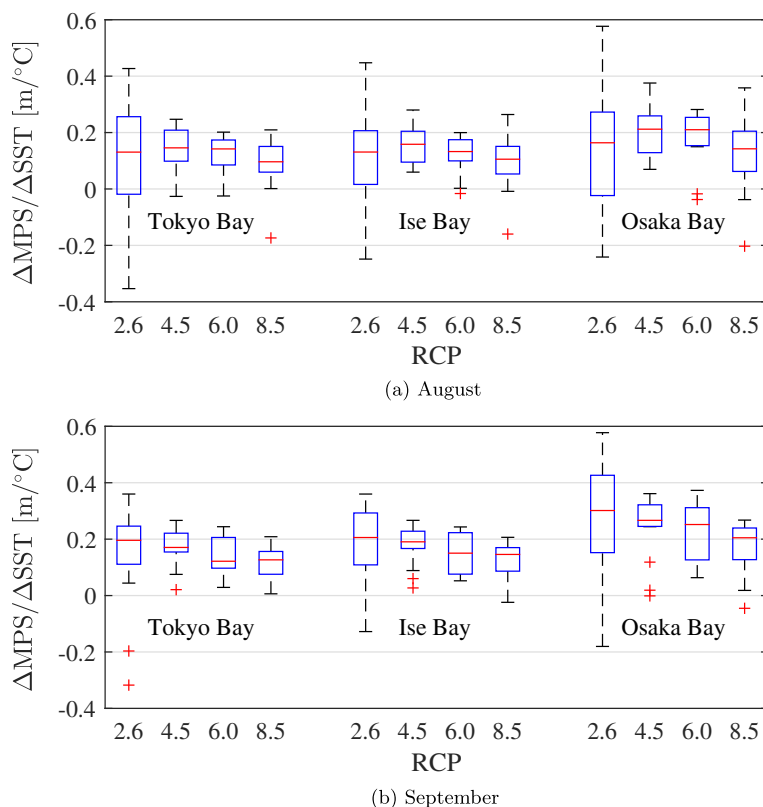 0.6
0.4
0.2
0
-0.2
-0.4
ΔMPS/ΔSST [m/°C]
Tokyo Bay Ise Bay Osaka Bay
2.6 4.5 6.0 8.5 2.6 4.5 6.0 8.5 2.6 4.5 6.0 8.5
RCP
(a) August
0.6
0.4
0.2
0
-0.2
-0.4
ΔMPS/ΔSST [m/°C]
Tokyo Bay Ise Bay Osaka Bay
2.6 4.5 6.0 8.5 2.6 4.5 6.0 8.5 2.6 4.5 6.0 8.5
RCP
(b) September